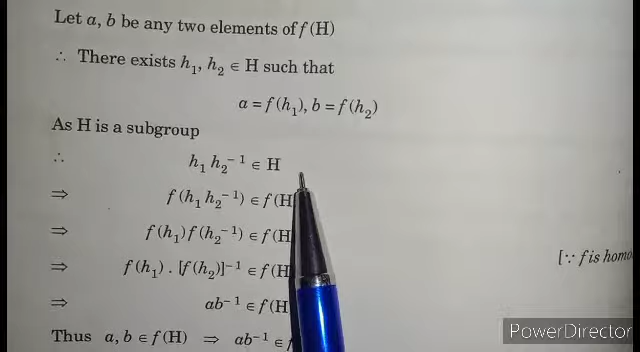 Let a, b be any two elements of f (H)
∴ There exists h₁, h₂ ∈ H such that
a = f (h₁), b = f (h₂)
As H is a subgroup
∴ h₁ h₂⁻¹ ∈ H
⇒ f (h₁ h₂⁻¹) ∈ f (H
⇒ f (h₁) f (h₂⁻¹) ∈ f (H
⇒ f (h₁) . [f (h₂)]⁻¹ ∈ f (H
[∵ f is homo
⇒ ab⁻¹ ∈ f (H
Thus a, b ∈ f (H) ⇒ ab⁻¹ ∈ f
PowerDirector